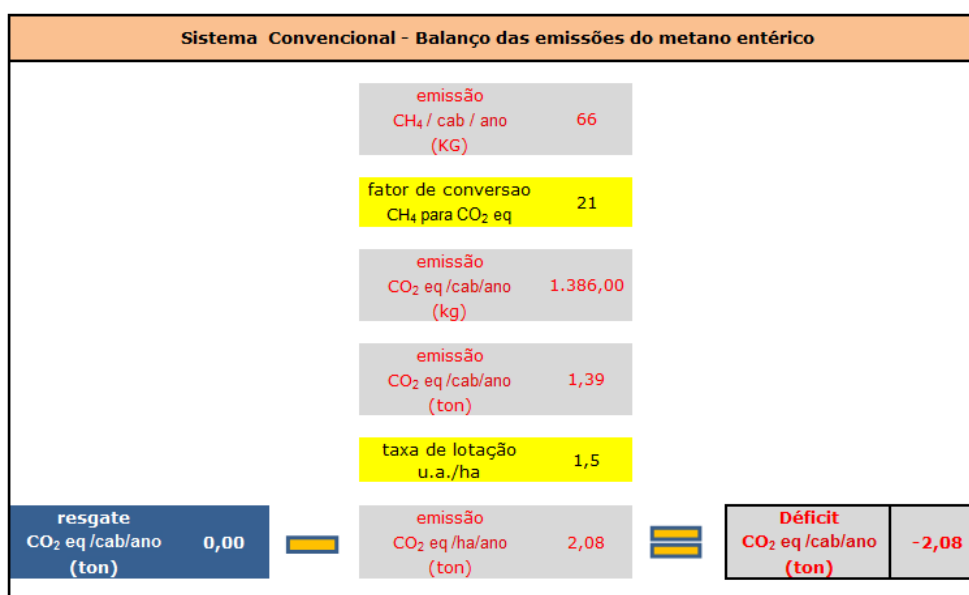 Sistema Convencional - Balanço das emissões do metano entérico
emissão
CH₄ / cab / ano
(KG)
66
fator de conversao
CH₄ para CO₂ eq
21
emissão
CO₂ eq /cab/ano
(kg)
1.386,00
emissão
CO₂ eq /cab/ano
(ton)
1,39
taxa de lotação
u.a./ha
1,5
resgate
CO₂ eq /cab/ano
(ton)
0,00
emissão
CO₂ eq /ha/ano
(ton)
2,08
Déficit
CO₂ eq /cab/ano
(ton)
-2,08